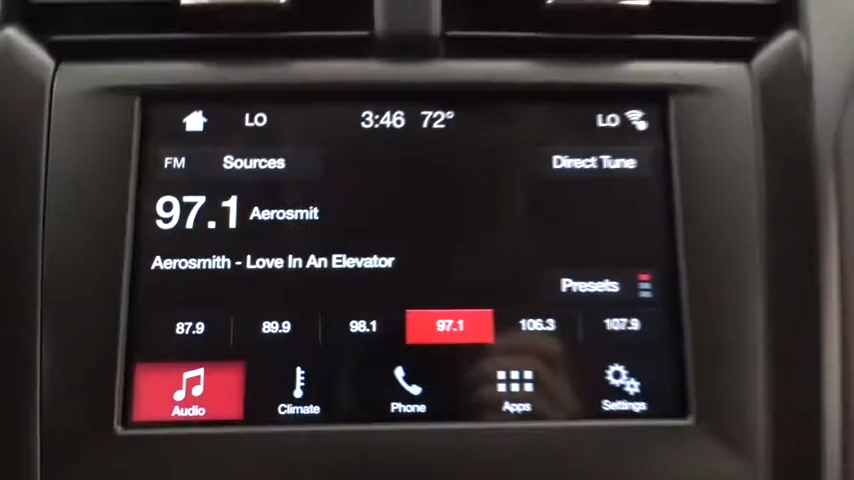 LO 3:46 72° LO
FM Sources Direct Tune
97.1 Aerosmit
Aerosmith - Love In An Elevator
Presets
87.9 89.9 98.1 97.1 106.3 107.9
Audio Climate Phone Apps Settings